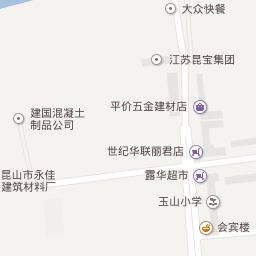 大众快餐
江苏昆宝集团
平价五金建材店
建国混凝土
制品公司
世纪华联丽君店
昆山市永佳
建筑材料厂
露华超市
玉山小学
会宾楼